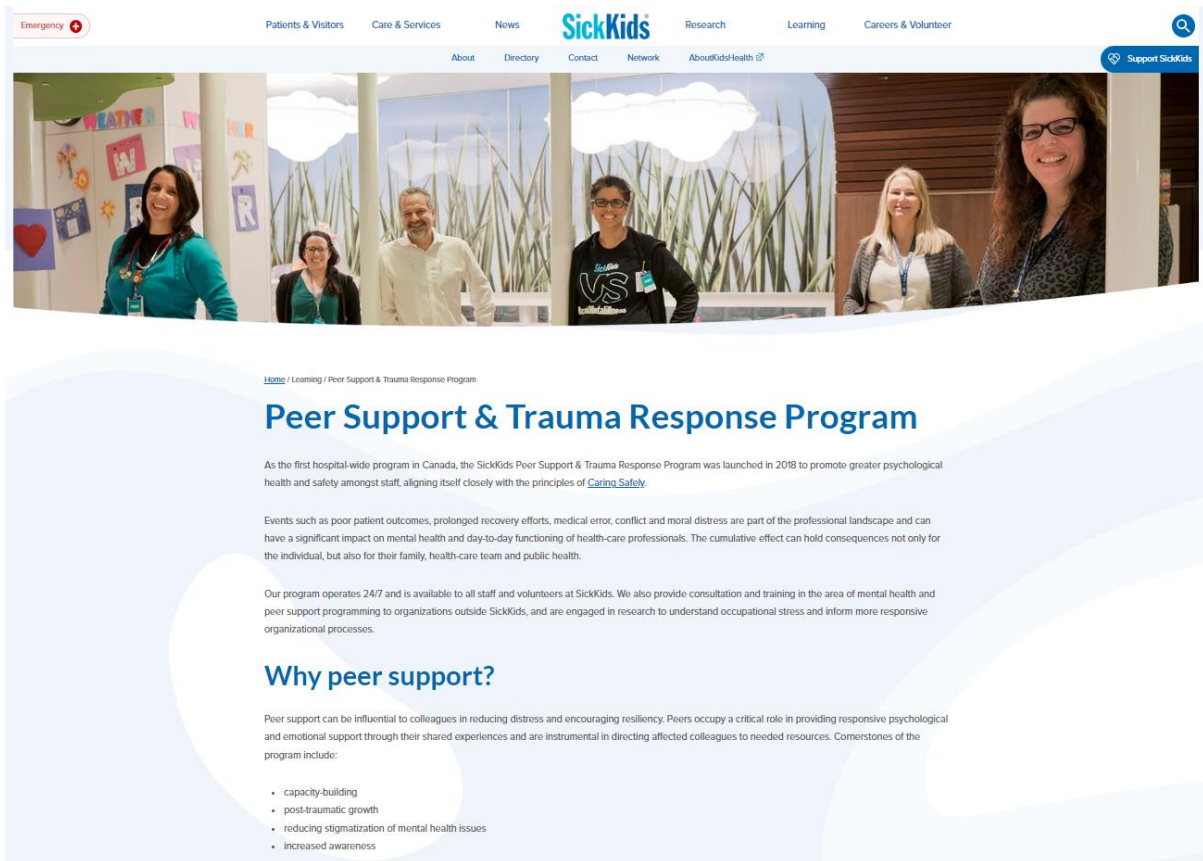 Emergency
Patients & Visitors
Care & Services
News
SickKids
Research
Learning
Careers & Volunteer
About
Directory
Contact
Network
AboutKidsHealth
Support SickKids
WEATHER
W
HER
W
R
R
SickKids
VS
Home / Learning / Peer Support & Trauma Response Program
Peer Support & Trauma Response Program
As the first hospital-wide program in Canada, the SickKids Peer Support & Trauma Response Program was launched in 2018 to promote greater psychological
health and safety amongst staff, aligning itself closely with the principles of Caring Safely.
Events such as poor patient outcomes, prolonged recovery efforts, medical error, conflict and moral distress are part of the professional landscape and can
have a significant impact on mental health and day-to-day functioning of health-care professionals. The cumulative effect can hold consequences not only for
the individual, but also for their family, health-care team and public health.
Our program operates 24/7 and is available to all staff and volunteers at SickKids. We also provide consultation and training in the area of mental health and
peer support programming to organizations outside SickKids, and are engaged in research to understand occupational stress and inform more responsive
organizational processes.
Why peer support?
Peer support can be influential to colleagues in reducing distress and encouraging resiliency. Peers occupy a critical role in providing responsive psychological
and emotional support through their shared experiences and are instrumental in directing affected colleagues to needed resources. Cornerstones of the
program include:
• capacity-building
• post-traumatic growth
• reducing stigmatization of mental health issues
• increased awareness